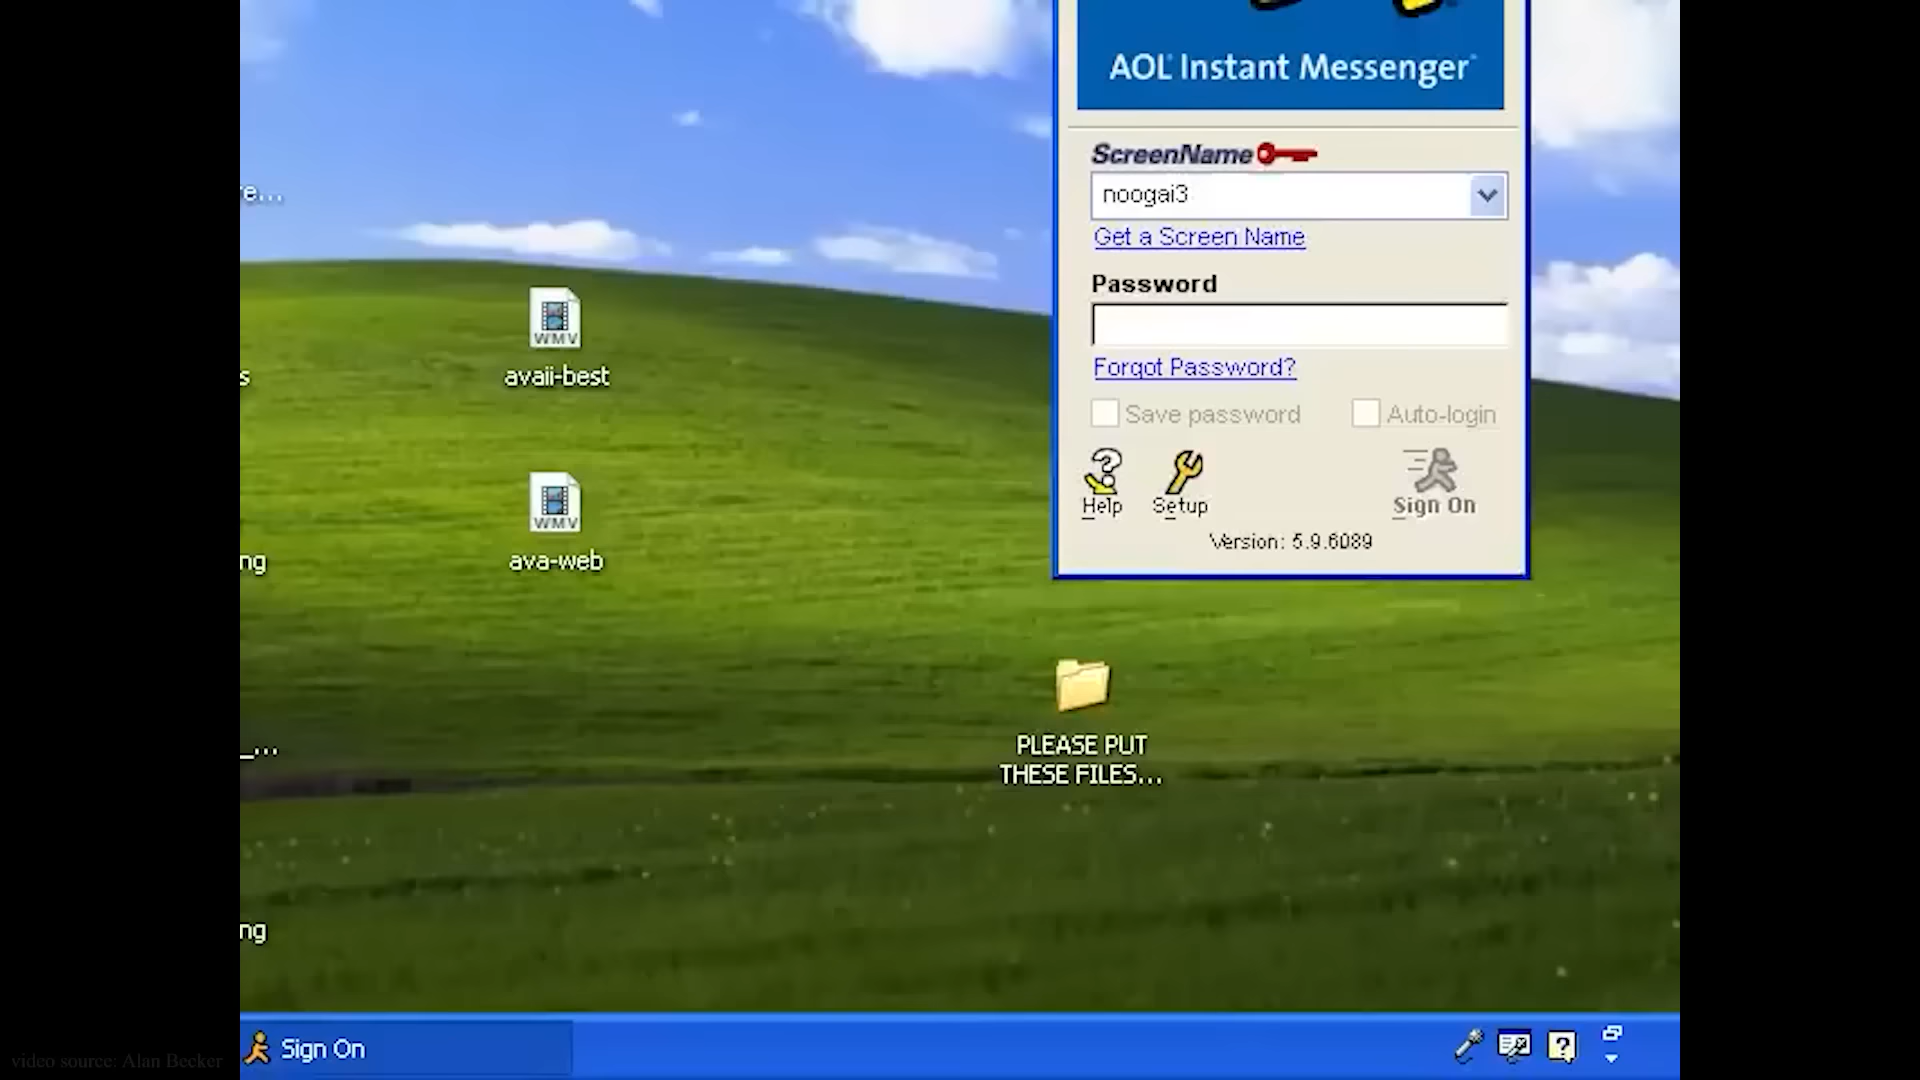 AOL Instant Messenger
ScreenName
noogai3
Get a Screen Name
Password
Forgot Password?
Save password
Auto-login
Help
Setup
Sign On
Version: 5.9.6089
e...
WMV
avaii-best
s
WMV
ava-web
ng
PLEASE PUT
THESE FILES...
_...
ng
Sign On
video source: Alan Becker